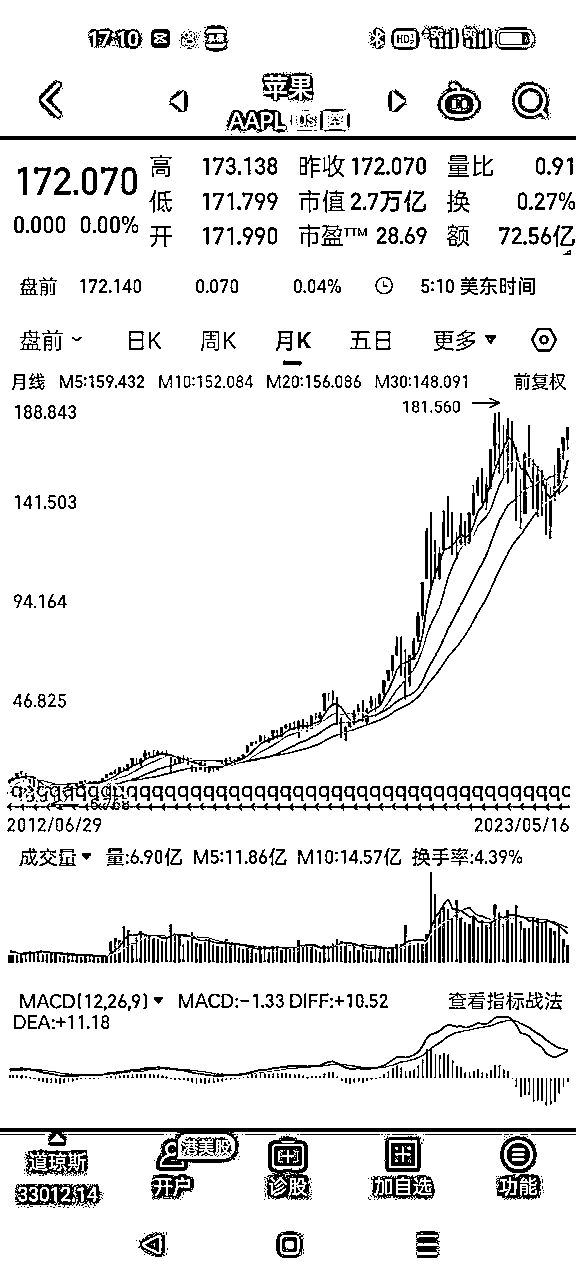 17:10
苹果
AAPL
172.070 高 173.138 昨收 172.070 量比 0.91
0.000 0.00% 低 171.799 市值 2.7万亿 换 0.27%
开 171.990 市盈TTM 28.69 额 72.56亿
盘前 172.140 0.070 0.04% 5:10 美东时间
盘前 日K 周K 月K 五日 更多
月线 M5:159.432 M10:152.084 M20:156.086 M30:148.091 前复权
181.560
188.843
141.503
94.164
46.825
2012/06/29 2023/05/16
成交量 量:6.90亿 M5:11.86亿 M10:14.57亿 换手率:4.39%
MACD(12,26,9) MACD:-1.33 DIFF:+10.52 查看指标战法
DEA:+11.18
港美股
道琼斯 开户 诊股 加自选 功能
33012.14